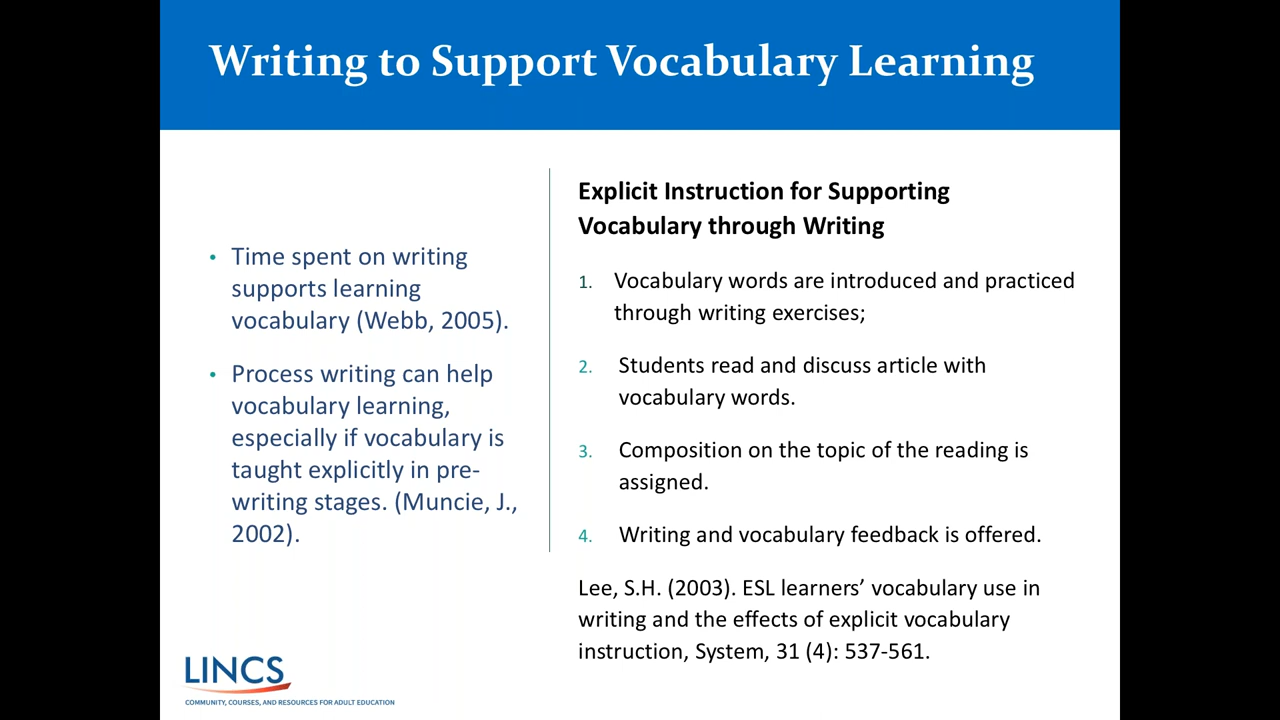 Writing to Support Vocabulary Learning
• Time spent on writing
supports learning
vocabulary (Webb, 2005).
• Process writing can help
vocabulary learning,
especially if vocabulary is
taught explicitly in pre-
writing stages. (Muncie, J.,
2002).
Explicit Instruction for Supporting
Vocabulary through Writing
1. Vocabulary words are introduced and practiced
through writing exercises;
2. Students read and discuss article with
vocabulary words.
3. Composition on the topic of the reading is
assigned.
4. Writing and vocabulary feedback is offered.
Lee, S.H. (2003). ESL learners’ vocabulary use in
writing and the effects of explicit vocabulary
instruction, System, 31 (4): 537-561.
LINCS
COMMUNITY, COURSES, AND RESOURCES FOR ADULT EDUCATION